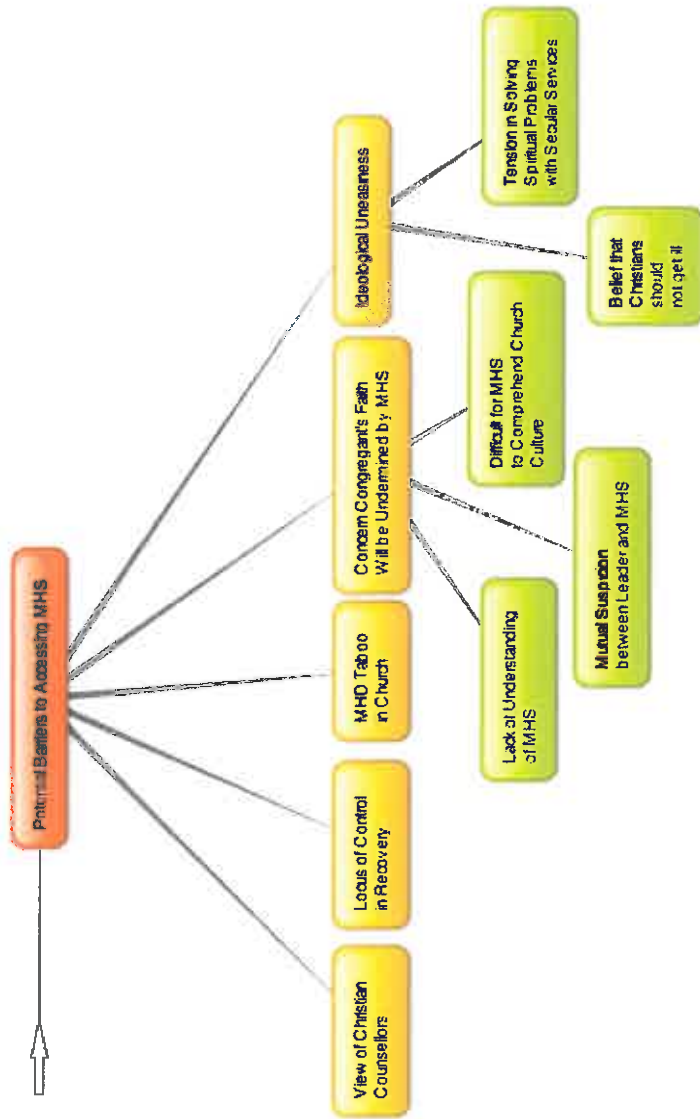 Potential Barriers to Accessing MHS
View of Christian
Counsellors
Locus of Control
in Recovery
MHD Taboo
in Church
Concern Congregant's Faith
Will be Undermined by MHS
Ideological Uneasiness
Lack of Understanding
of MHS
Mutual Suspicion
between Leader and MHS
Difficult for MHS
to Comprehend Church
Culture
Belief that
Christians
should
not get ill
Tension in Solving
Spiritual Problems
with Secular Services